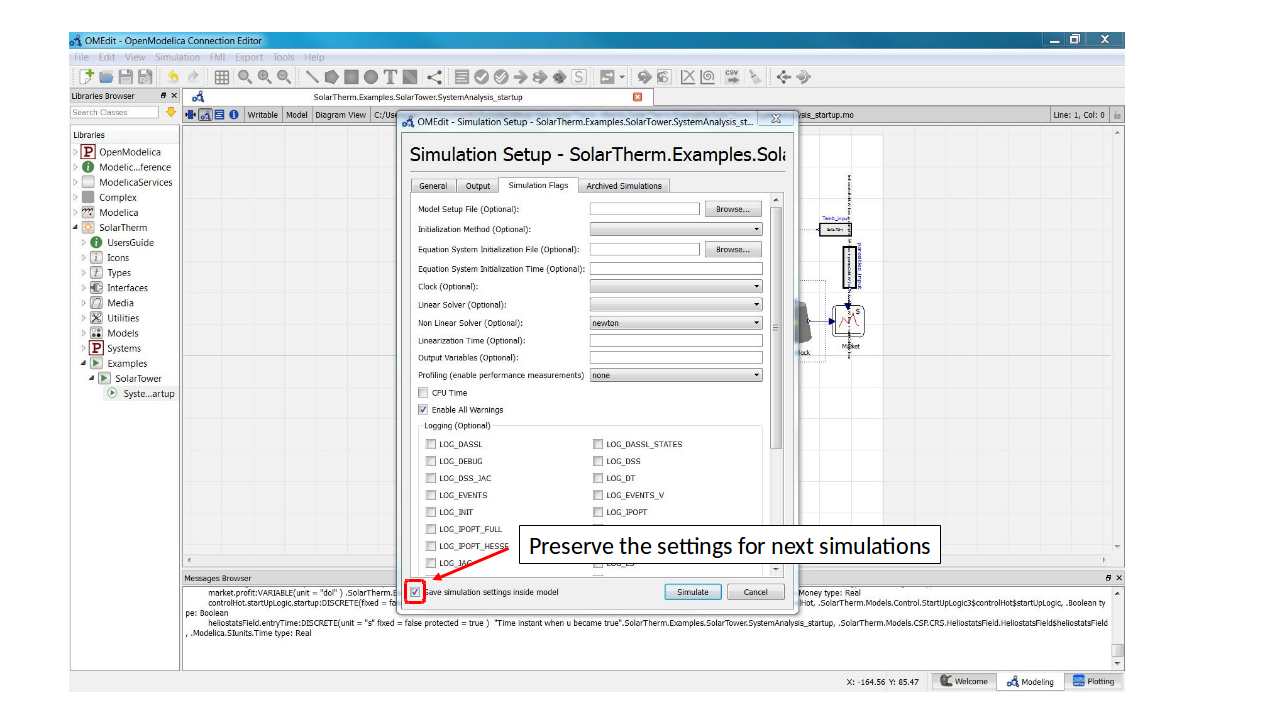 OMEdit - OpenModelica Connection Editor
File Edit View Simulation FMI Export Tools Help
Libraries Browser
SolarTherm.Examples.SolarTower.SystemAnalysis_startup
Search Classes
Writable Model Diagram View C:/Use
sis_startup.mo
Line: 1, Col: 0
OMEdit - Simulation Setup - SolarTherm.Examples.SolarTower.SystemAnalysis_st...
Simulation Setup - SolarTherm.Examples.Sol
General Output Simulation Flags Archived Simulations
Libraries
OpenModelica
Modelic...ference
ModelicaServices
Complex
Modelica
SolarTherm
UsersGuide
Icons
Types
Interfaces
Media
Utilities
Models
Systems
Examples
SolarTower
Syste...artup
Model Setup File (Optional): Browse...
Initialization Method (Optional):
Equation System Initialization File (Optional): Browse...
Equation System Initialization Time (Optional):
Clock (Optional):
Linear Solver (Optional):
Non Linear Solver (Optional): newton
Linearization Time (Optional):
Output Variables (Optional):
Profiling (enable performance measurements) none
CPU Time
Enable All Warnings
Logging (Optional)
LOG_DASSL LOG_DASSL_STATES
LOG_DEBUG LOG_DSS
LOG_DSS_JAC LOG_DT
LOG_EVENTS LOG_EVENTS_V
LOG_INIT LOG_IPOPT
LOG_IPOPT_FULL
LOG_IPOPT_HESSE
LOG_JAC LOG_LS
Tamb_input
parasities_input
S
Market
lock
Preserve the settings for next simulations
Save simulation settings inside model Simulate Cancel
Messages Browser
market.profit:VARIABLE(unit = "dol" ) .SolarTherm.E
Money type: Real
controlHot.startUpLogic.startup:DISCRETE(fixed = fa
Hot, .SolarTherm.Models.Control.StartUpLogic3$controlHot$startUpLogic, .Boolean ty
pe: Boolean
heliostatsField.entryTime:DISCRETE(unit = "s" fixed = false protected = true ) "Time instant when u became true".SolarTherm.Examples.SolarTower.SystemAnalysis_startup, .SolarTherm.Models.CSP.CRS.HeliostatsField.HeliostatsField$heliostatsField
, .Modelica.SIunits.Time type: Real
X: -164.56 Y: 85.47 Welcome Modeling Plotting